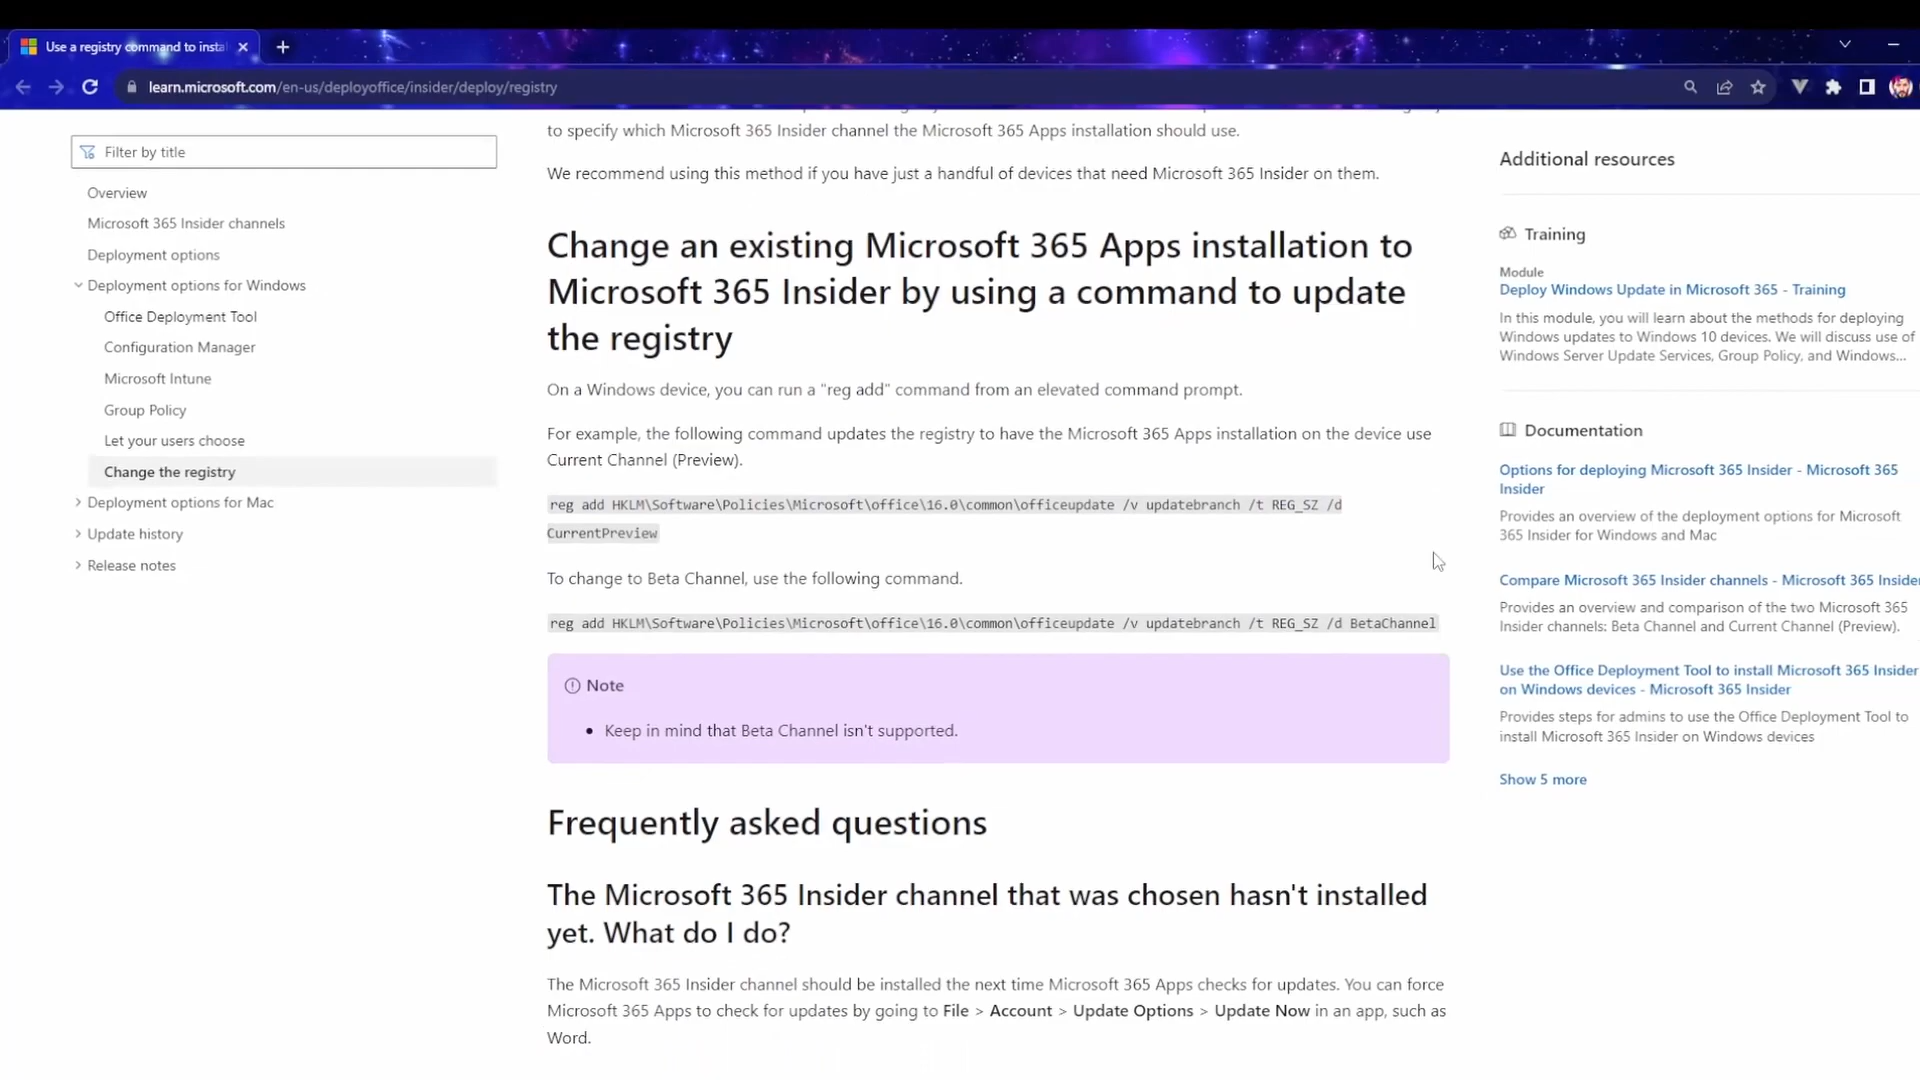 Use a registry command to insta
learn.microsoft.com/en-us/deployoffice/insider/deploy/registry
Filter by title
Overview
Microsoft 365 Insider channels
Deployment options
Deployment options for Windows
Office Deployment Tool
Configuration Manager
Microsoft Intune
Group Policy
Let your users choose
Change the registry
Deployment options for Mac
Update history
Release notes
to specify which Microsoft 365 Insider channel the Microsoft 365 Apps installation should use.
We recommend using this method if you have just a handful of devices that need Microsoft 365 Insider on them.
Change an existing Microsoft 365 Apps installation to
Microsoft 365 Insider by using a command to update
the registry
On a Windows device, you can run a "reg add" command from an elevated command prompt.
For example, the following command updates the registry to have the Microsoft 365 Apps installation on the device use
Current Channel (Preview).
reg add HKLM\Software\Policies\Microsoft\office\16.0\common\officeupdate /v updatebranch /t REG_SZ /d
CurrentPreview
To change to Beta Channel, use the following command.
reg add HKLM\Software\Policies\Microsoft\office\16.0\common\officeupdate /v updatebranch /t REG_SZ /d BetaChannel
Note
• Keep in mind that Beta Channel isn't supported.
Frequently asked questions
The Microsoft 365 Insider channel that was chosen hasn't installed
yet. What do I do?
The Microsoft 365 Insider channel should be installed the next time Microsoft 365 Apps checks for updates. You can force
Microsoft 365 Apps to check for updates by going to File > Account > Update Options > Update Now in an app, such as
Word.
Additional resources
Training
Module
Deploy Windows Update in Microsoft 365 - Training
In this module, you will learn about the methods for deploying
Windows updates to Windows 10 devices. We will discuss use of
Windows Server Update Services, Group Policy, and Windows...
Documentation
Options for deploying Microsoft 365 Insider - Microsoft 365
Insider
Provides an overview of the deployment options for Microsoft
365 Insider for Windows and Mac
Compare Microsoft 365 Insider channels - Microsoft 365 Insider
Provides an overview and comparison of the two Microsoft 365
Insider channels: Beta Channel and Current Channel (Preview).
Use the Office Deployment Tool to install Microsoft 365 Insider
on Windows devices - Microsoft 365 Insider
Provides steps for admins to use the Office Deployment Tool to
install Microsoft 365 Insider on Windows devices
Show 5 more